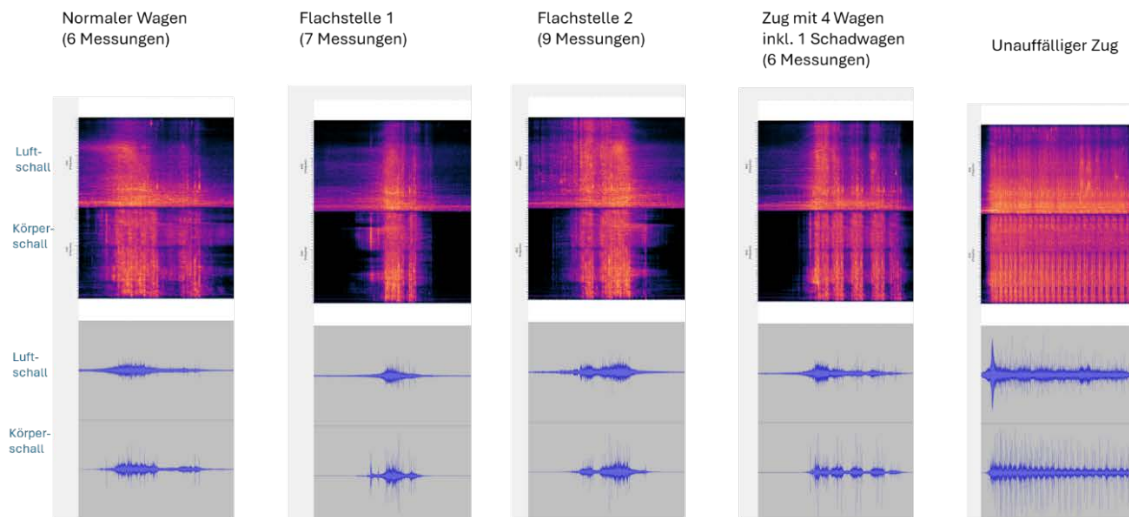 Normaler Wagen
(6 Messungen)
Flachstelle 1
(7 Messungen)
Flachstelle 2
(9 Messungen)
Zug mit 4 Wagen
inkl. 1 Schadwagen
(6 Messungen)
Unauffälliger Zug
Luft-
schall
Körper-
schall
Luft-
schall
Körper-
schall